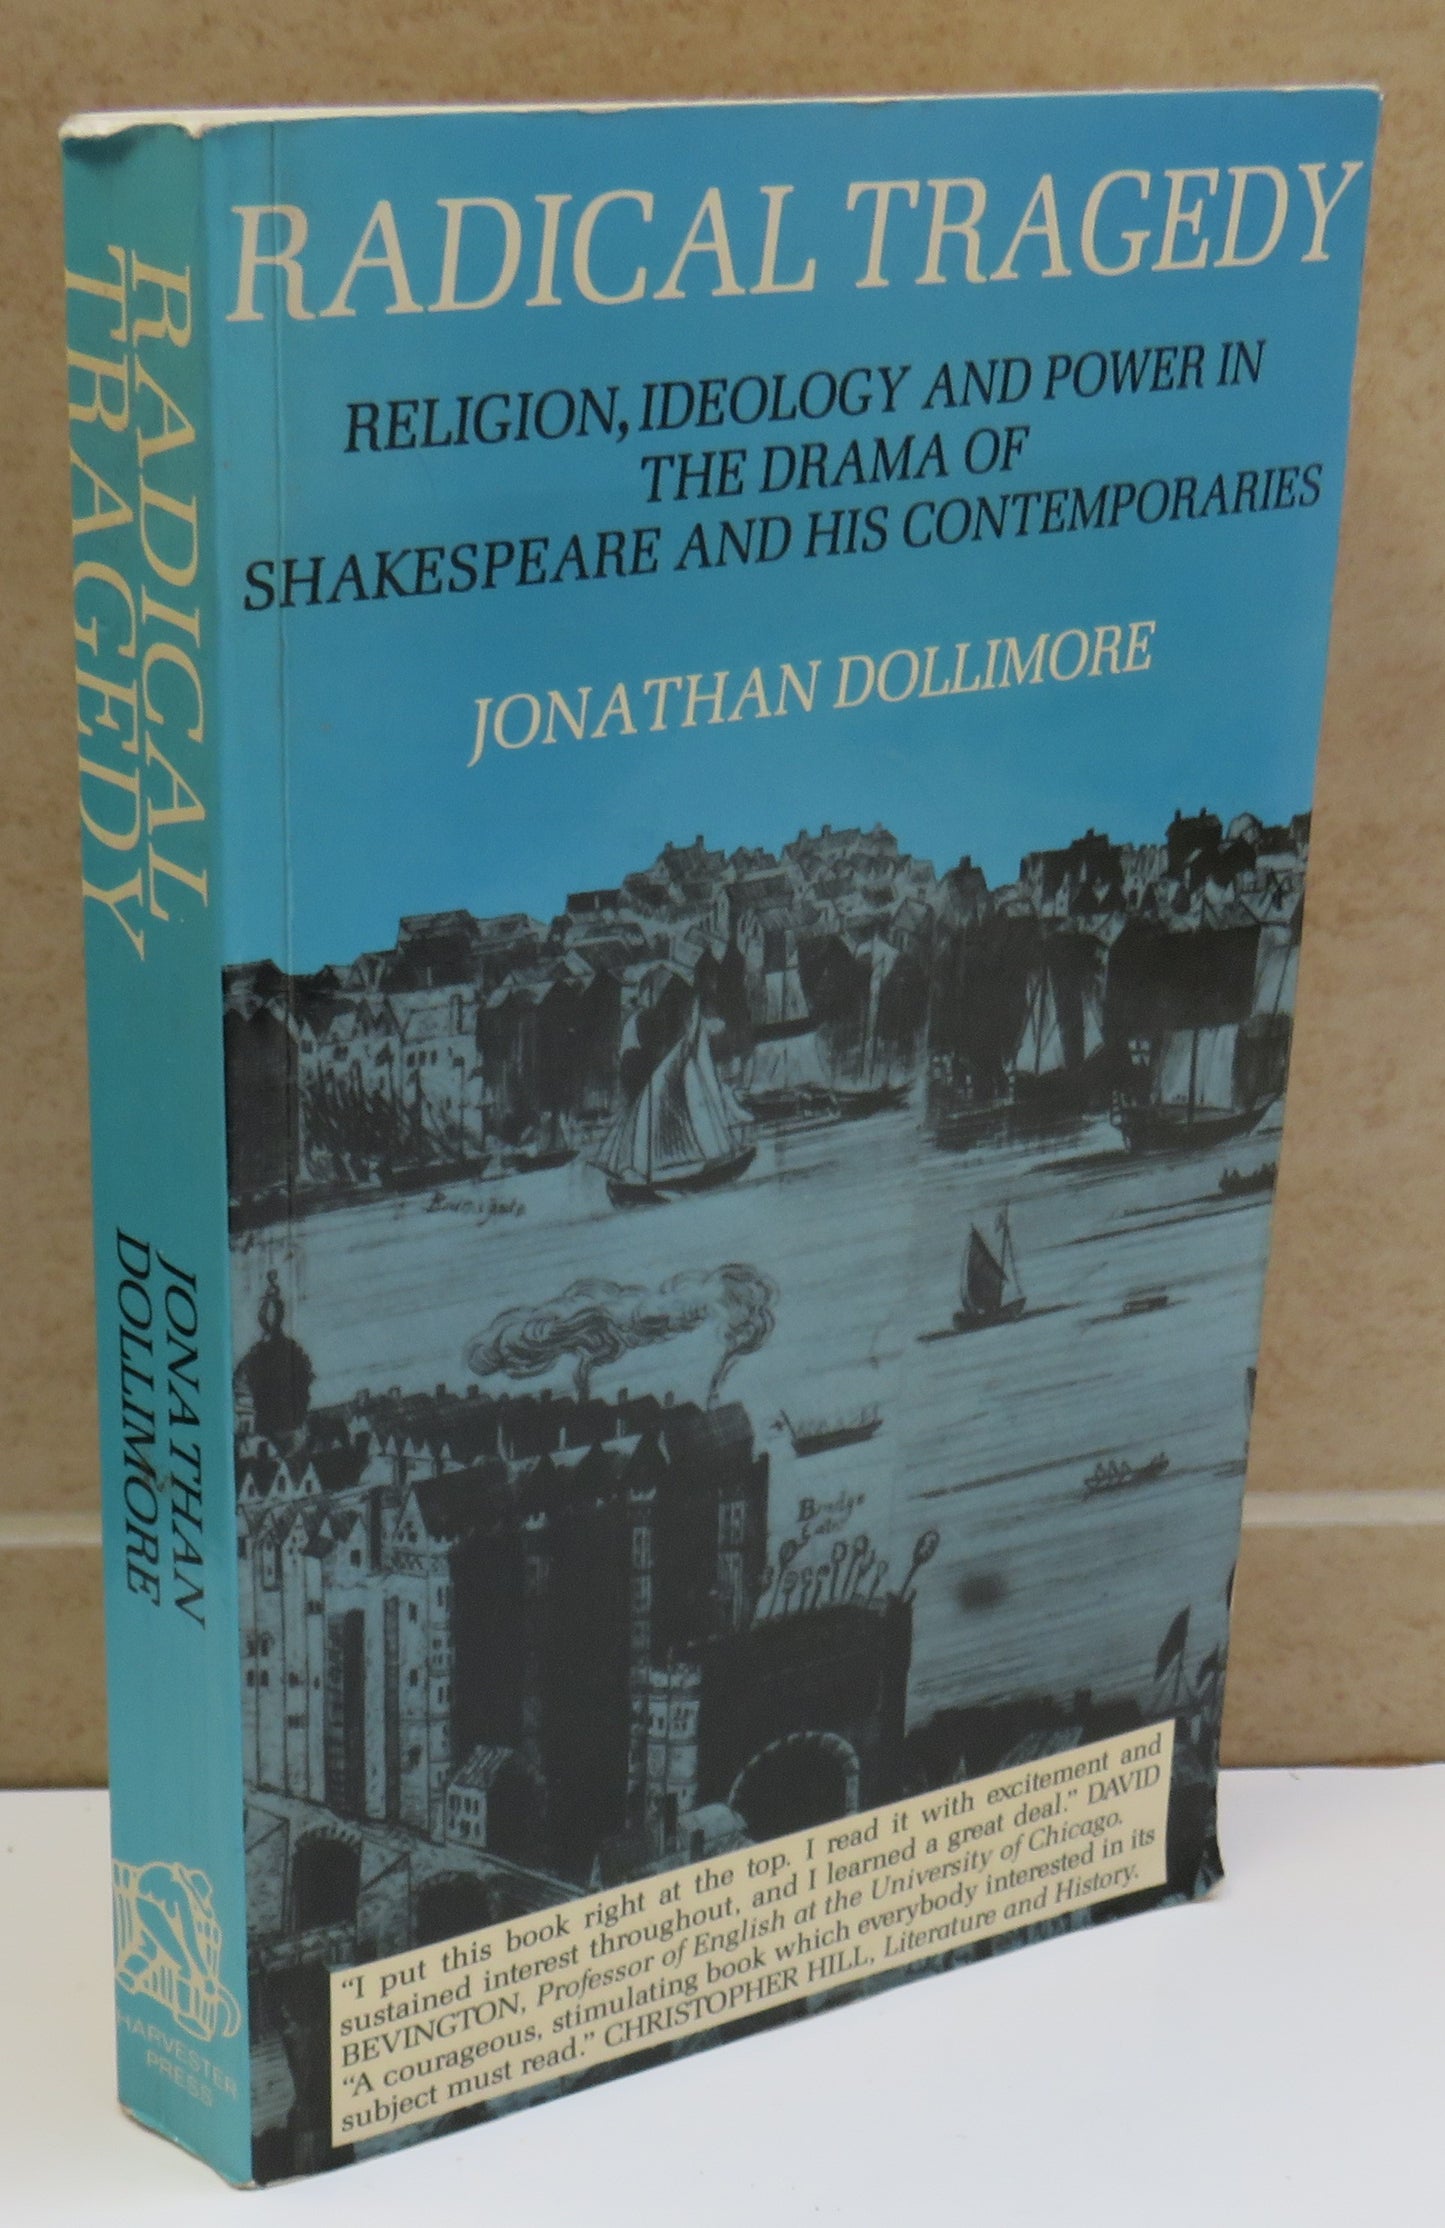 RADICAL TRAGEDY
RELIGION, IDEOLOGY AND POWER IN
THE DRAMA OF
SHAKESPEARE AND HIS CONTEMPORARIES
JONATHAN DOLLIMORE
Bridge
Gate
“I put this book right at the top. I read it with excitement and
sustained interest throughout, and I learned a great deal.” DAVID
BEVINGTON, Professor of English at the University of Chicago.
“A courageous, stimulating book which everybody interested in its
subject must read.” CHRISTOPHER HILL, Literature and History.
RADICAL
TRAGEDY
JONATHAN
DOLLIMORE
HARVESTER
PRESS